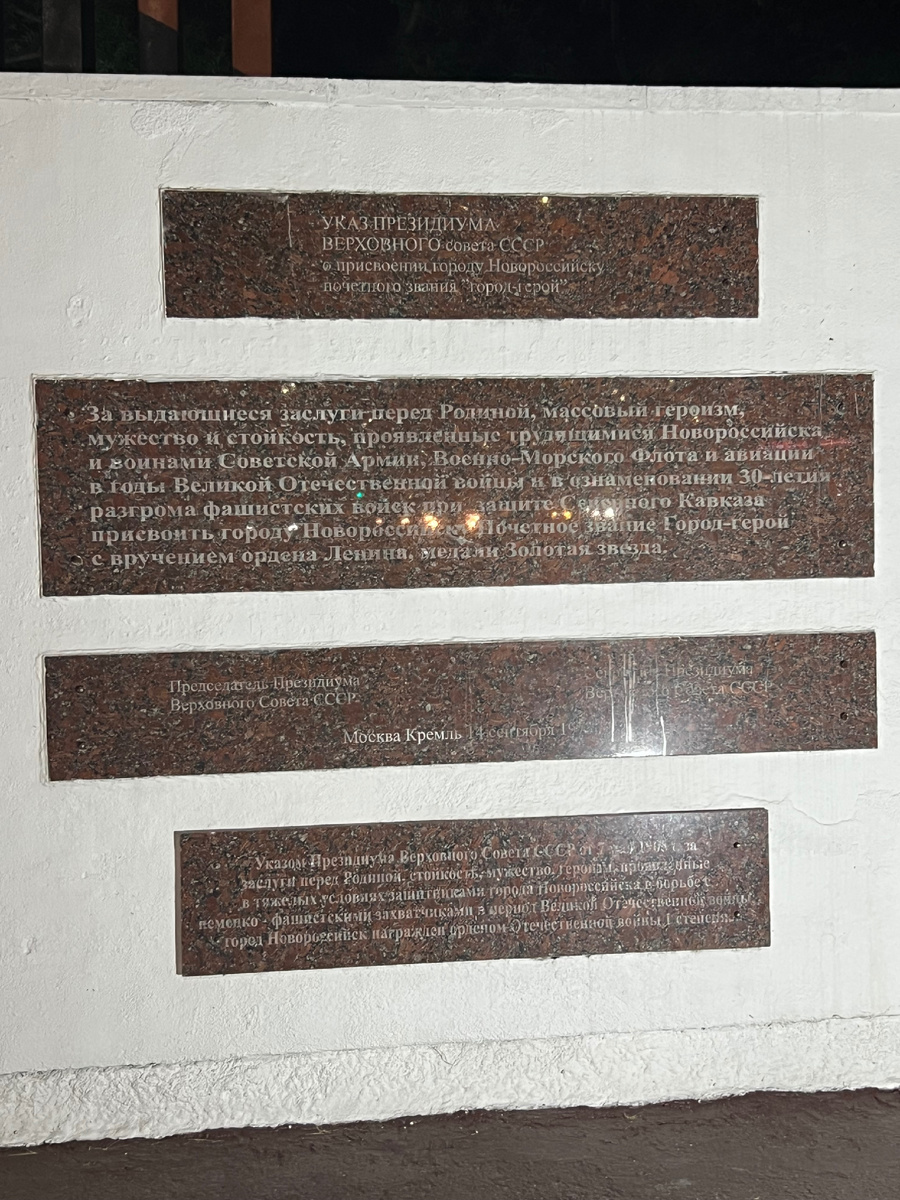 УКАЗ ПРЕЗИДИУМА
ВЕРХОВНОГО совета СССР
о присвоении городу Новороссийску
почетного звания "город-герой"
За выдающиеся заслуги перед Родиной, массовый героизм,
мужество и стойкость, проявленные трудящимися Новороссийска
и воинами Советской Армии, Военно-Морского Флота и авиации
в годы Великой Отечественной войны и в ознаменовании 30-летия
разгрома фашистских войск при защите Северного Кавказа
присвоить городу Новороссийску Почетное звание Город-герой
с вручением ордена Ленина, медали Золотая звезда.
Председатель Президиума
Верховного Совета СССР
Президиума
Совета СССР
Москва Кремль 14 сентября
Указом Президиума Верховного Совета СССР от 7 за
заслуги перед Родиной, стойкость, мужество, героизм, проявленные
в тяжелых условиях защитниками города Новороссийска в борьбе с
немецко - фашистскими захватчиками в период Великой Отечественной войны,
город Новороссийск награжден орденом Отечественной войны I степени.